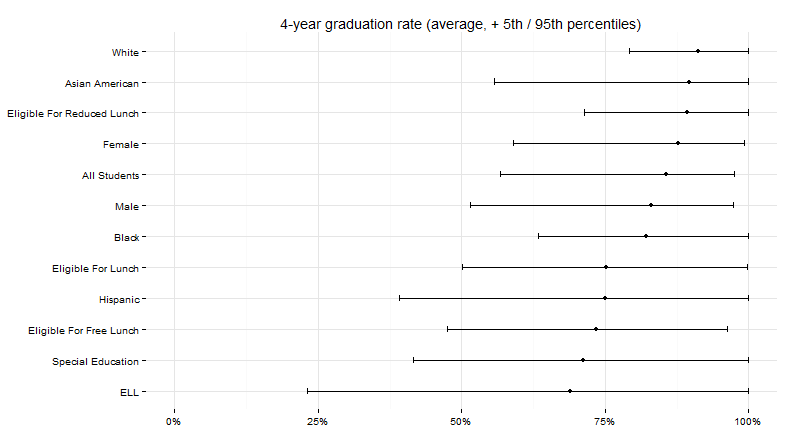 4-year graduation rate (average, + 5th / 95th percentiles)
White
Asian American
Eligible For Reduced Lunch
Female
All Students
Male
Black
Eligible For Lunch
Hispanic
Eligible For Free Lunch
Special Education
ELL
0% 25% 50% 75% 100%